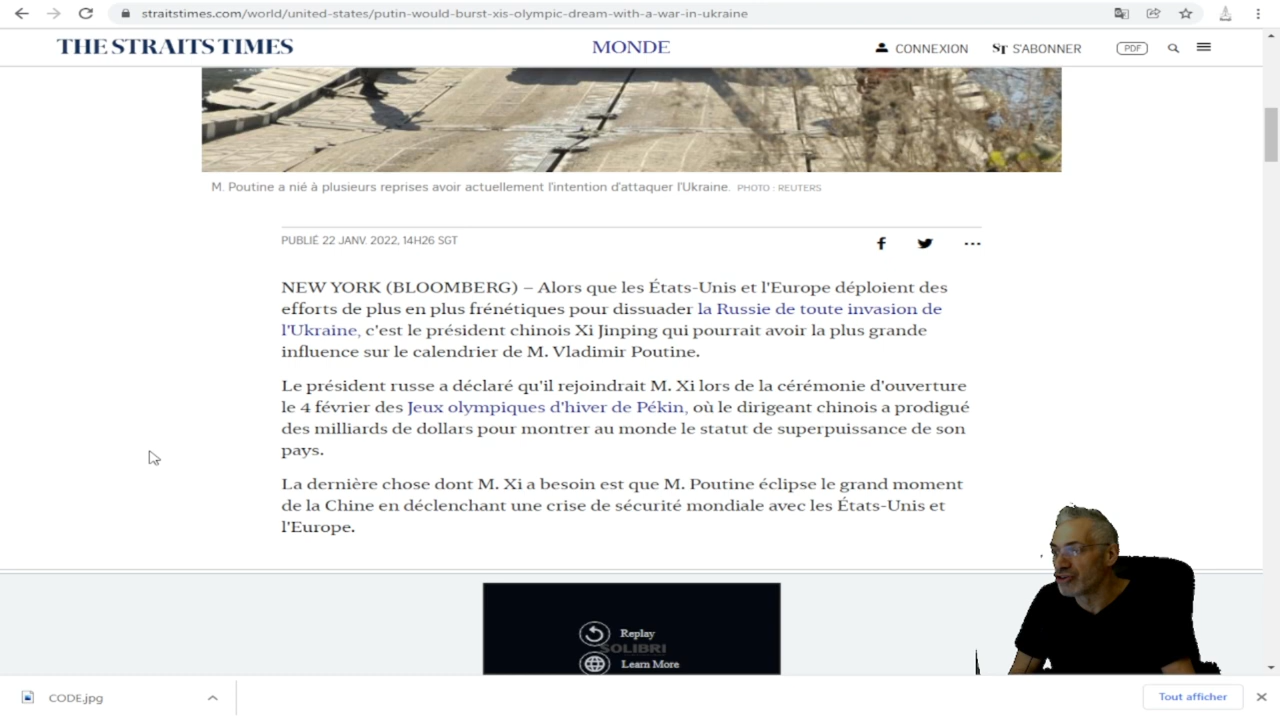 straitstimes.com/world/united-states/putin-would-burst-xis-olympic-dream-with-a-war-in-ukraine
THE STRAITS TIMES
MONDE
CONNEXION
ST S'ABONNER
PDF
M. Poutine a nié à plusieurs reprises avoir actuellement l'intention d'attaquer l'Ukraine. PHOTO : REUTERS
PUBLIÉ 22 JANV. 2022, 14H26 SGT
NEW YORK (BLOOMBERG) – Alors que les États-Unis et l'Europe déploient des
efforts de plus en plus frénétiques pour dissuader la Russie de toute invasion de
l'Ukraine, c'est le président chinois Xi Jinping qui pourrait avoir la plus grande
influence sur le calendrier de M. Vladimir Poutine.
Le président russe a déclaré qu'il rejoindrait M. Xi lors de la cérémonie d'ouverture
le 4 février des Jeux olympiques d'hiver de Pékin, où le dirigeant chinois a prodigué
des milliards de dollars pour montrer au monde le statut de superpuissance de son
pays.
La dernière chose dont M. Xi a besoin est que M. Poutine éclipse le grand moment
de la Chine en déclenchant une crise de sécurité mondiale avec les États-Unis et
l'Europe.
Replay
SOLIBRI
Learn More
CODE.jpg
Tout afficher